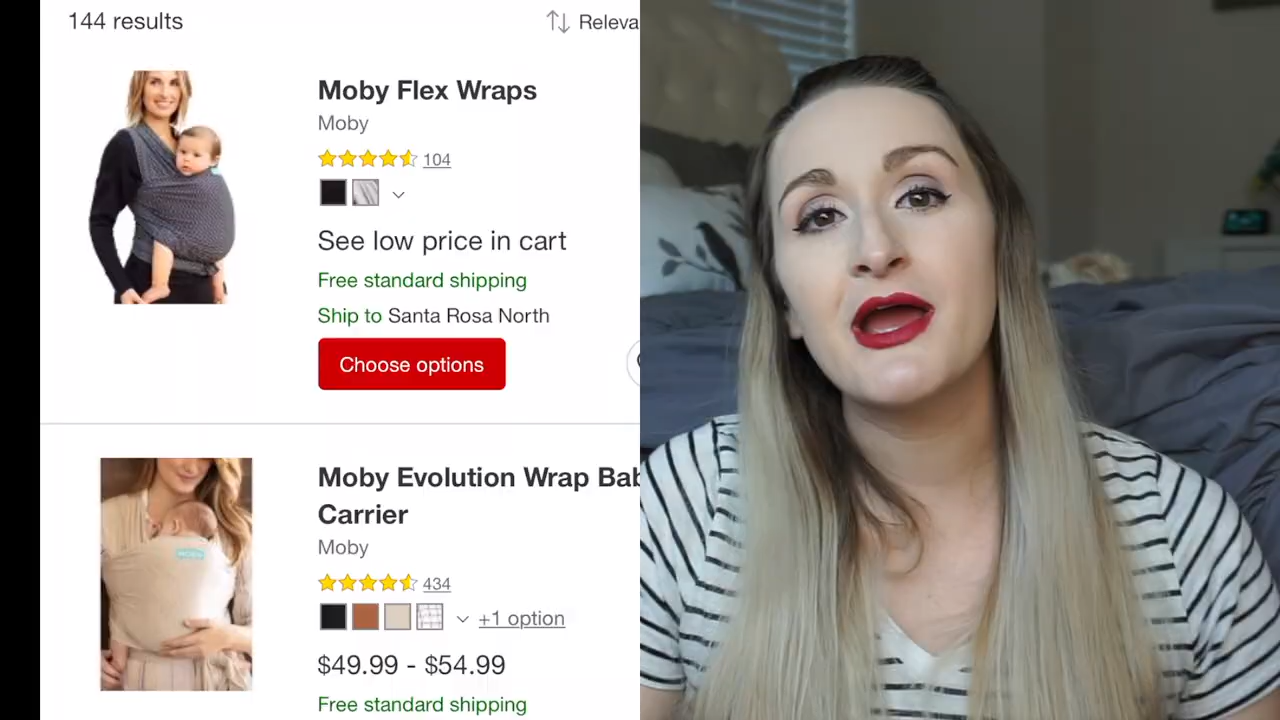 144 results
Releva
Moby Flex Wraps
Moby
104
See low price in cart
Free standard shipping
Ship to Santa Rosa North
Choose options
Moby Evolution Wrap Bab
Carrier
Moby
MOBY
434
+1 option
$49.99 - $54.99
Free standard shipping